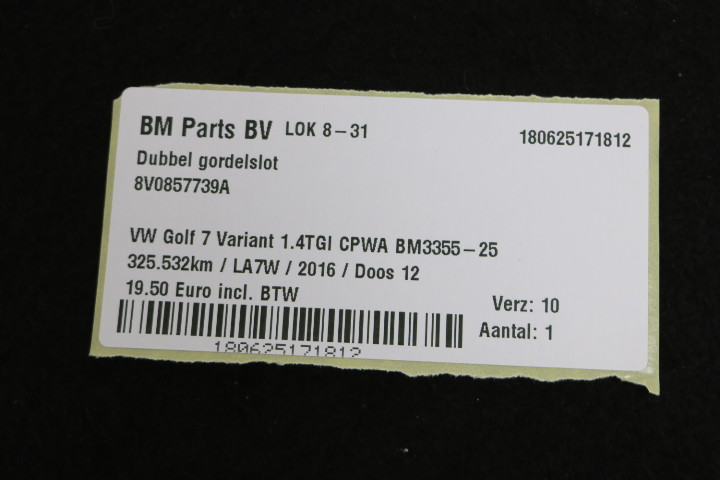 BM Parts BV LOK 8-31 180625171812
Dubbel gordelslot
8V0857739A
VW Golf 7 Variant 1.4TGI CPWA BM3355-25
325.532km / LA7W / 2016 / Doos 12
19.50 Euro incl. BTW
Verz: 10
Aantal: 1
180625171812